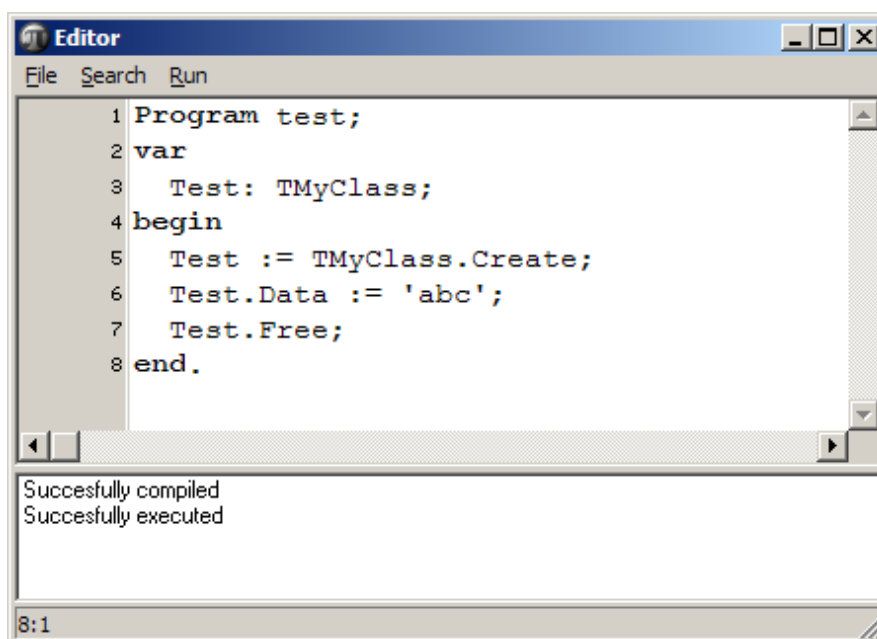 Editor
File Search Run
1 Program test;
2 var
3 Test: TMyClass;
4 begin
5 Test := TMyClass.Create;
6 Test.Data := 'abc';
7 Test.Free;
8 end.
Succesfully compiled
Succesfully executed
8:1